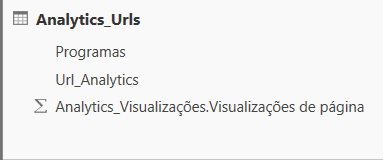 Analytics_Urls
Programas
Url_Analytics
Σ Analytics_Visualizações.Visualizações de página